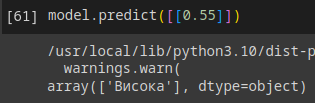 [61] model.predict([[0.55]])
/usr/local/lib/python3.10/dist-p
warnings.warn(
array(['Висока'], dtype=object)